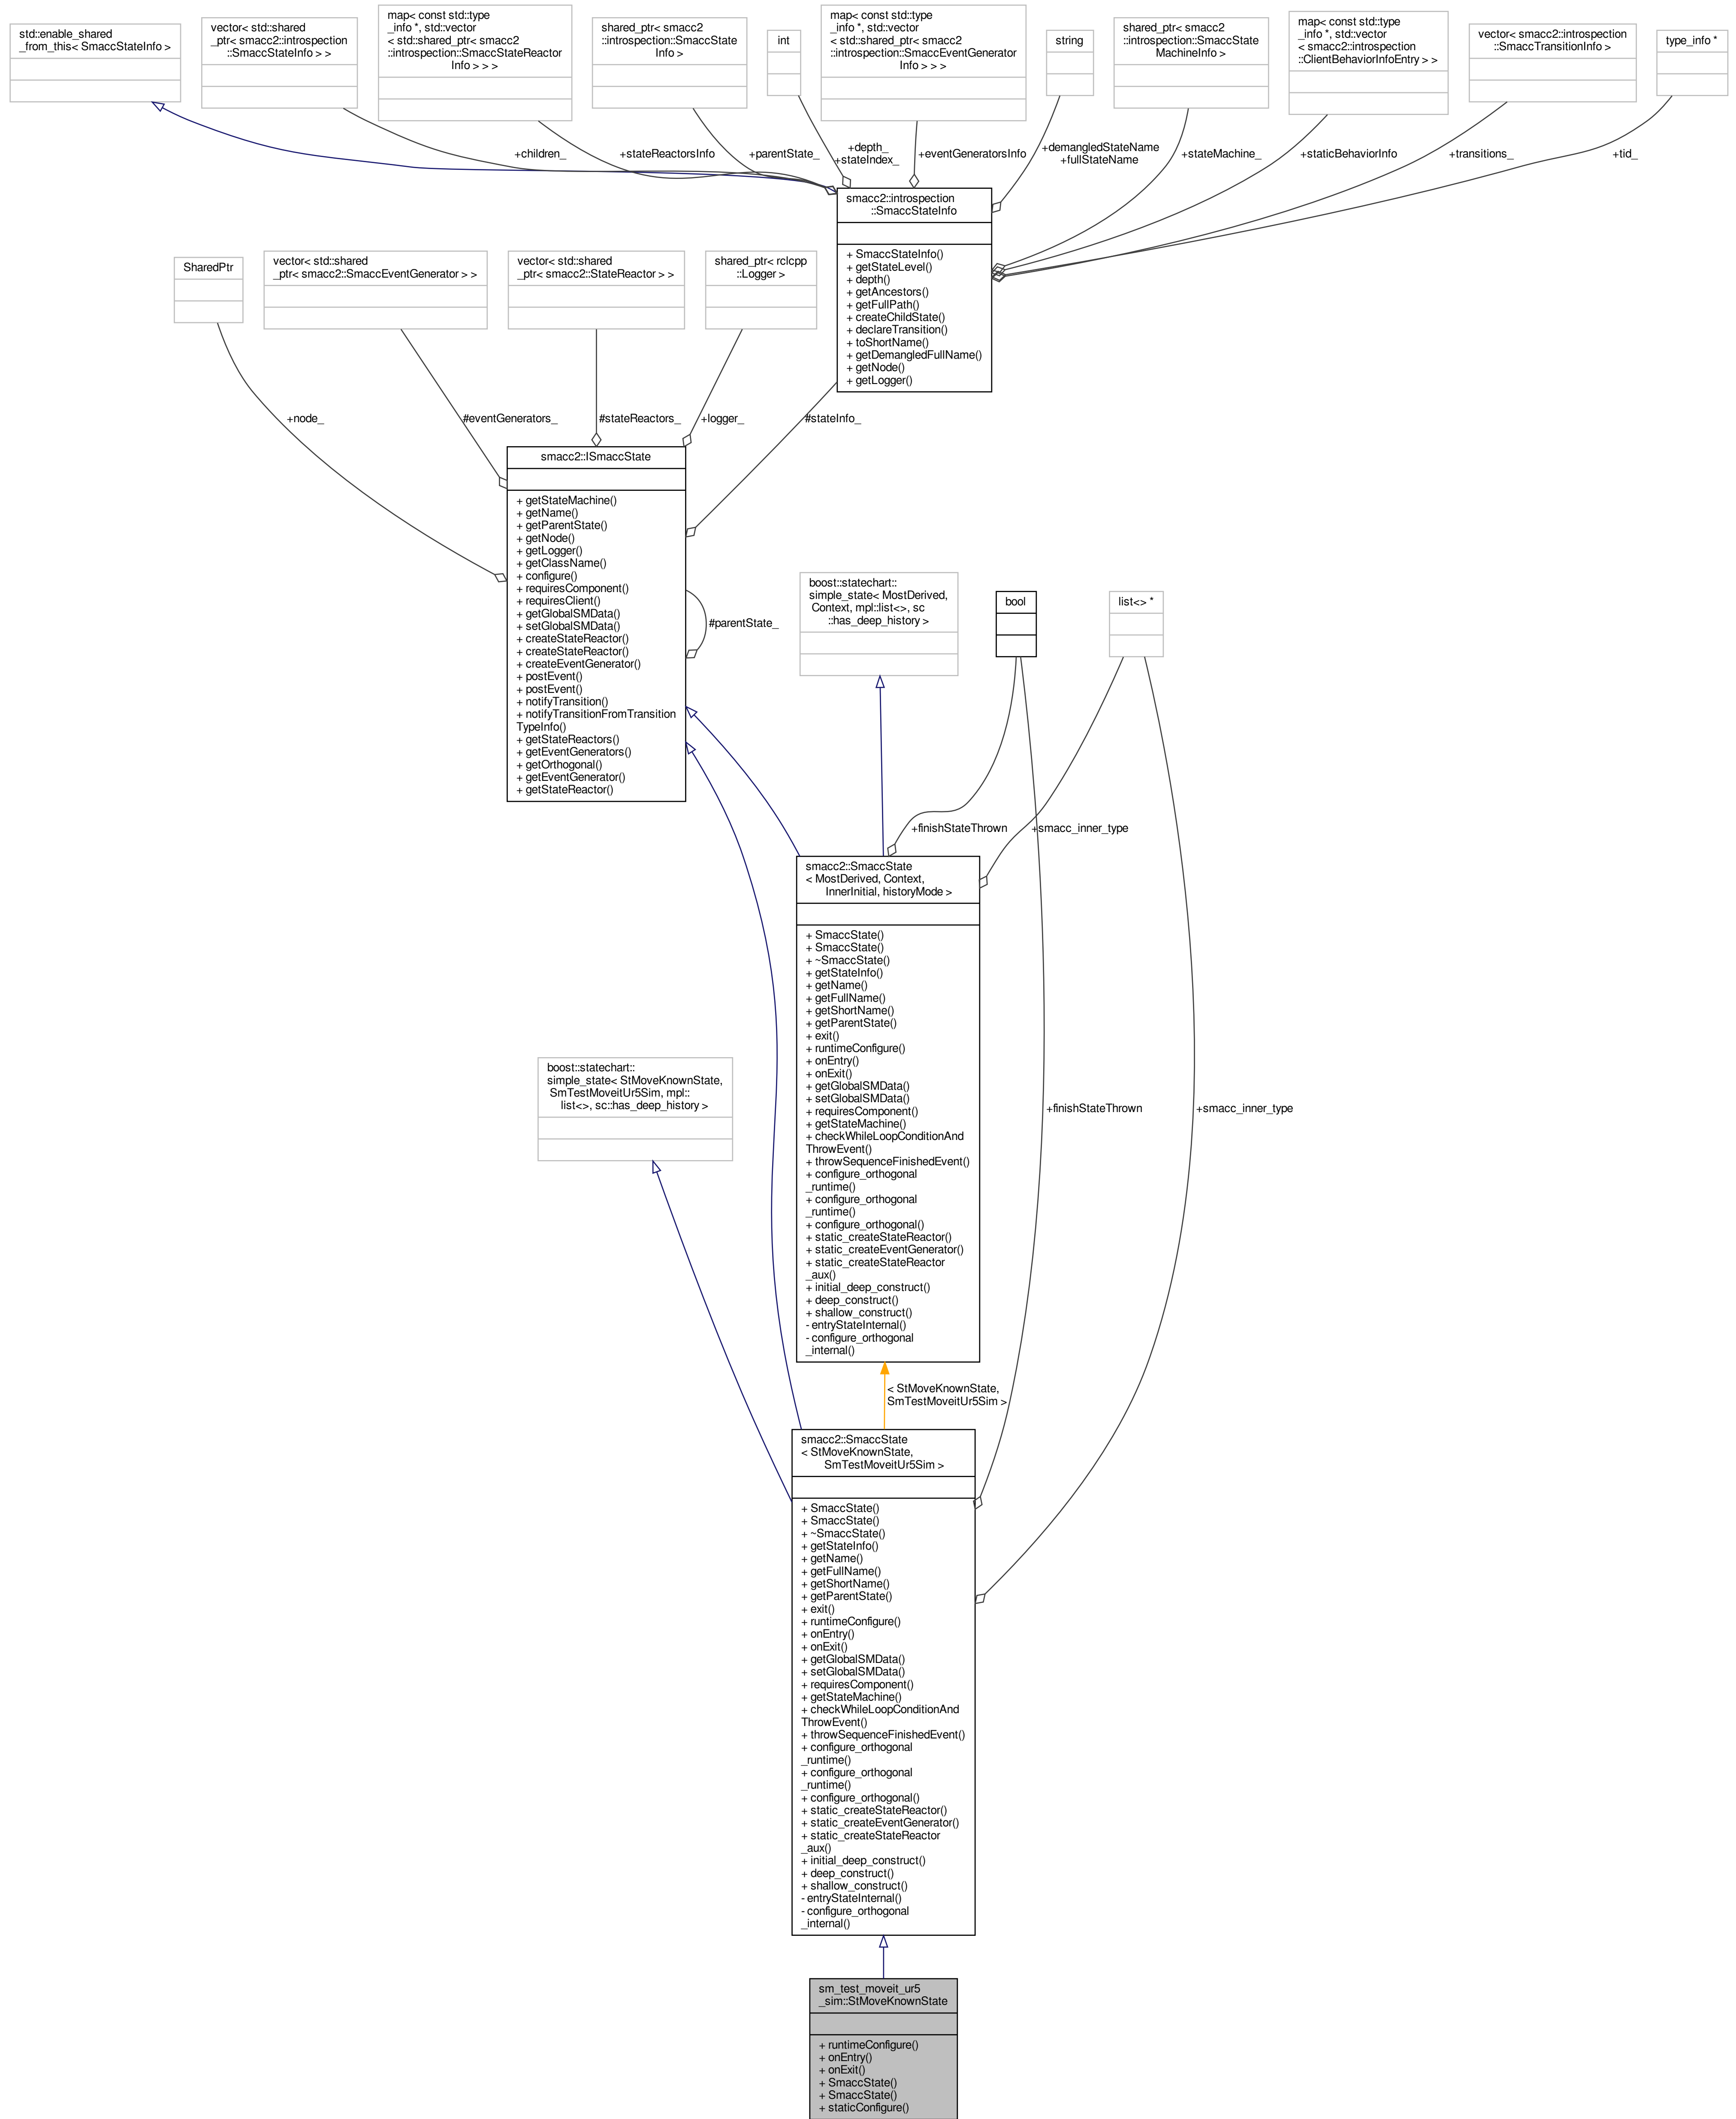 std::enable_shared
_from_this< SmaccStateInfo >
vector< std::shared
_ptr< smacc2::introspection
::SmaccStateInfo > >
map< const std::type
_info *, std::vector
< std::shared_ptr< smacc2
::introspection::SmaccStateReactor
Info > > >
shared_ptr< smacc2
::introspection::SmaccState
Info >
int
map< const std::type
_info *, std::vector
< std::shared_ptr< smacc2
::introspection::SmaccEventGenerator
Info > > >
string
shared_ptr< smacc2
::introspection::SmaccState
MachineInfo >
map< const std::type
_info *, std::vector
< smacc2::introspection
::ClientBehaviorInfoEntry > >
vector< smacc2::introspection
::SmaccTransitionInfo >
type_info *
+children_
+stateReactorsInfo
+parentState_
+depth_
+stateIndex_
+eventGeneratorsInfo
+demangledStateName
+fullStateName
+stateMachine_
+staticBehaviorInfo
+transitions_
+tid_
smacc2::introspection
::SmaccStateInfo
+ SmaccStateInfo()
+ getStateLevel()
+ depth()
+ getAncestors()
+ getFullPath()
+ createChildState()
+ declareTransition()
+ toShortName()
+ getDemangledFullName()
+ getNode()
+ getLogger()
SharedPtr
vector< std::shared
_ptr< smacc2::SmaccEventGenerator > >
vector< std::shared
_ptr< smacc2::StateReactor > >
shared_ptr< rclcpp
::Logger >
+node_
#eventGenerators_
#stateReactors_
+logger_
#stateInfo_
smacc2::ISmaccState
+ getStateMachine()
+ getName()
+ getParentState()
+ getNode()
+ getLogger()
+ getClassName()
+ configure()
+ requiresComponent()
+ requiresClient()
+ getGlobalSMData()
+ setGlobalSMData()
+ createStateReactor()
+ createStateReactor()
+ createEventGenerator()
+ postEvent()
+ postEvent()
+ notifyTransition()
+ notifyTransitionFromTransition
TypeInfo()
+ getStateReactors()
+ getEventGenerators()
+ getOrthogonal()
+ getEventGenerator()
+ getStateReactor()
#parentState_
boost::statechart::
simple_state< MostDerived,
Context, mpl::list<>, sc
::has_deep_history >
bool
list<> *
+finishStateThrown
+smacc_inner_type
smacc2::SmaccState
< MostDerived, Context,
InnerInitial, historyMode >
+ SmaccState()
+ SmaccState()
+ ~SmaccState()
+ getStateInfo()
+ getName()
+ getFullName()
+ getShortName()
+ getParentState()
+ exit()
+ runtimeConfigure()
+ onEntry()
+ onExit()
+ getGlobalSMData()
+ setGlobalSMData()
+ requiresComponent()
+ getStateMachine()
+ checkWhileLoopConditionAnd
ThrowEvent()
+ throwSequenceFinishedEvent()
+ configure_orthogonal
_runtime()
+ configure_orthogonal
_runtime()
+ configure_orthogonal()
+ static_createStateReactor()
+ static_createEventGenerator()
+ static_createStateReactor
_aux()
+ initial_deep_construct()
+ deep_construct()
+ shallow_construct()
- entryStateInternal()
- configure_orthogonal
_internal()
boost::statechart::
simple_state< StMoveKnownState,
SmTestMoveitUr5Sim, mpl::
list<>, sc::has_deep_history >
+finishStateThrown
+smacc_inner_type
< StMoveKnownState,
SmTestMoveitUr5Sim >
smacc2::SmaccState
< StMoveKnownState,
SmTestMoveitUr5Sim >
+ SmaccState()
+ SmaccState()
+ ~SmaccState()
+ getStateInfo()
+ getName()
+ getFullName()
+ getShortName()
+ getParentState()
+ exit()
+ runtimeConfigure()
+ onEntry()
+ onExit()
+ getGlobalSMData()
+ setGlobalSMData()
+ requiresComponent()
+ getStateMachine()
+ checkWhileLoopConditionAnd
ThrowEvent()
+ throwSequenceFinishedEvent()
+ configure_orthogonal
_runtime()
+ configure_orthogonal
_runtime()
+ configure_orthogonal()
+ static_createStateReactor()
+ static_createEventGenerator()
+ static_createStateReactor
_aux()
+ initial_deep_construct()
+ deep_construct()
+ shallow_construct()
- entryStateInternal()
- configure_orthogonal
_internal()
sm_test_moveit_ur5
_sim::StMoveKnownState
+ runtimeConfigure()
+ onEntry()
+ onExit()
+ SmaccState()
+ SmaccState()
+ staticConfigure()